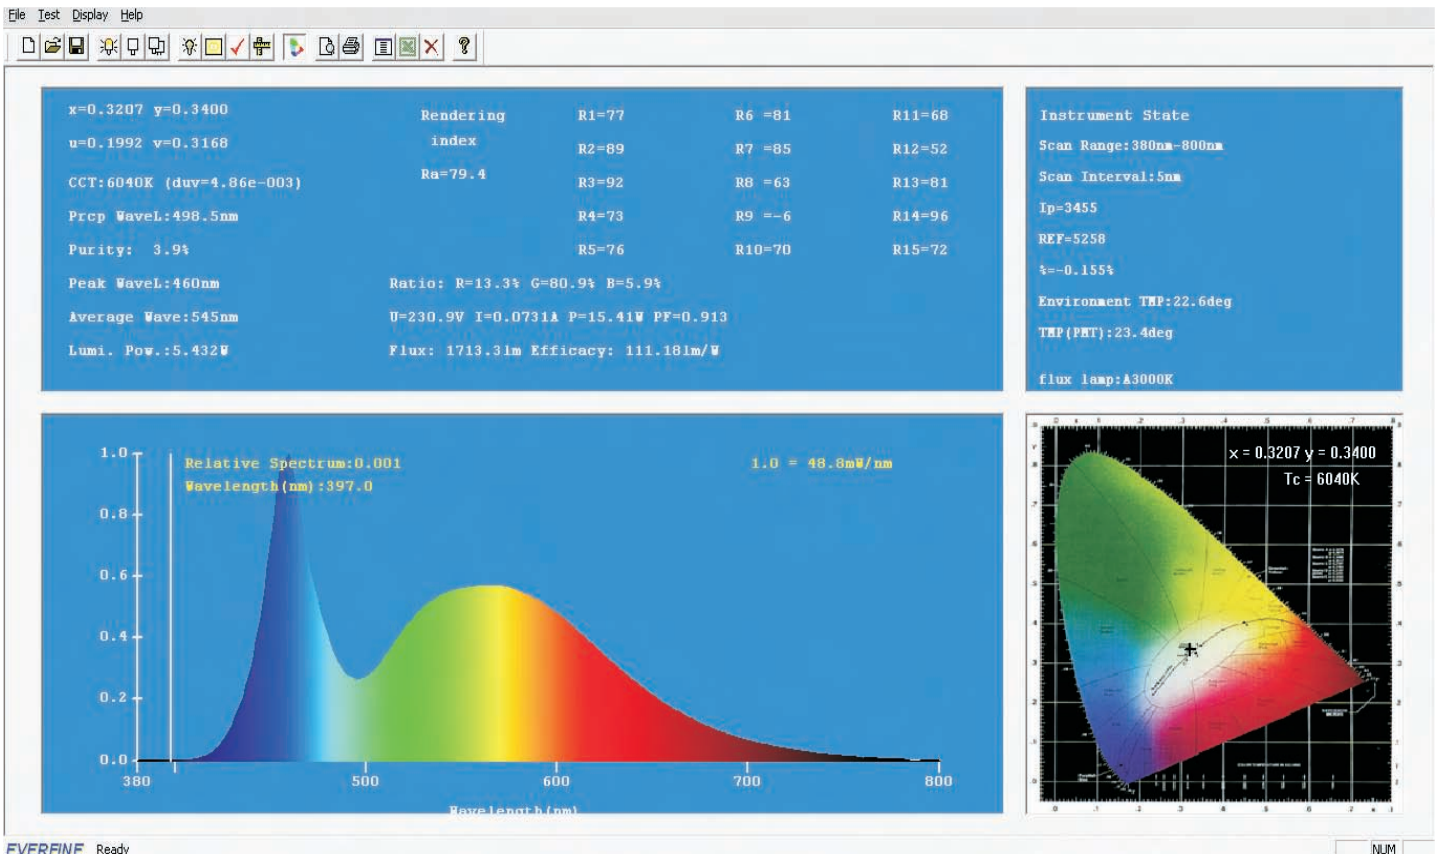 File Test Display Help
x=0.3207 y=0.3400
u=0.1992 v=0.3168
CCT:6040K (duv=4.86e-003)
Prcp WaveL:498.5nm
Purity: 3.9%
Peak WaveL:460nm
Average Wave:545nm
Lumi. Pow.:5.432W
Rendering
index
Ra=79.4
R1=77
R2=89
R3=92
R4=73
R5=76
R6 =81
R7 =85
R8 =63
R9 =-6
R10=70
R11=68
R12=52
R13=81
R14=96
R15=72
Ratio: R=13.3% G=80.9% B=5.9%
U=230.9V I=0.0731A P=15.41W PF=0.913
Flux: 1713.3lm Efficacy: 111.18lm/W
Instrument State
Scan Range:380nm-800nm
Scan Interval:5nm
Ip=3455
REF=5258
%=-0.155%
Environment TMP:22.6deg
TMP(PMT):23.4deg
flux lamp:A3000K
Relative Spectrum:0.001
Wavelength(nm):397.0
1.0 = 48.8mW/nm
1.0
0.8
0.6
0.4
0.2
0.0
380 500 600 700 800
Wavelength(nm)
x = 0.3207 y = 0.3400
Tc = 6040K
EVERFINE Ready
NUM